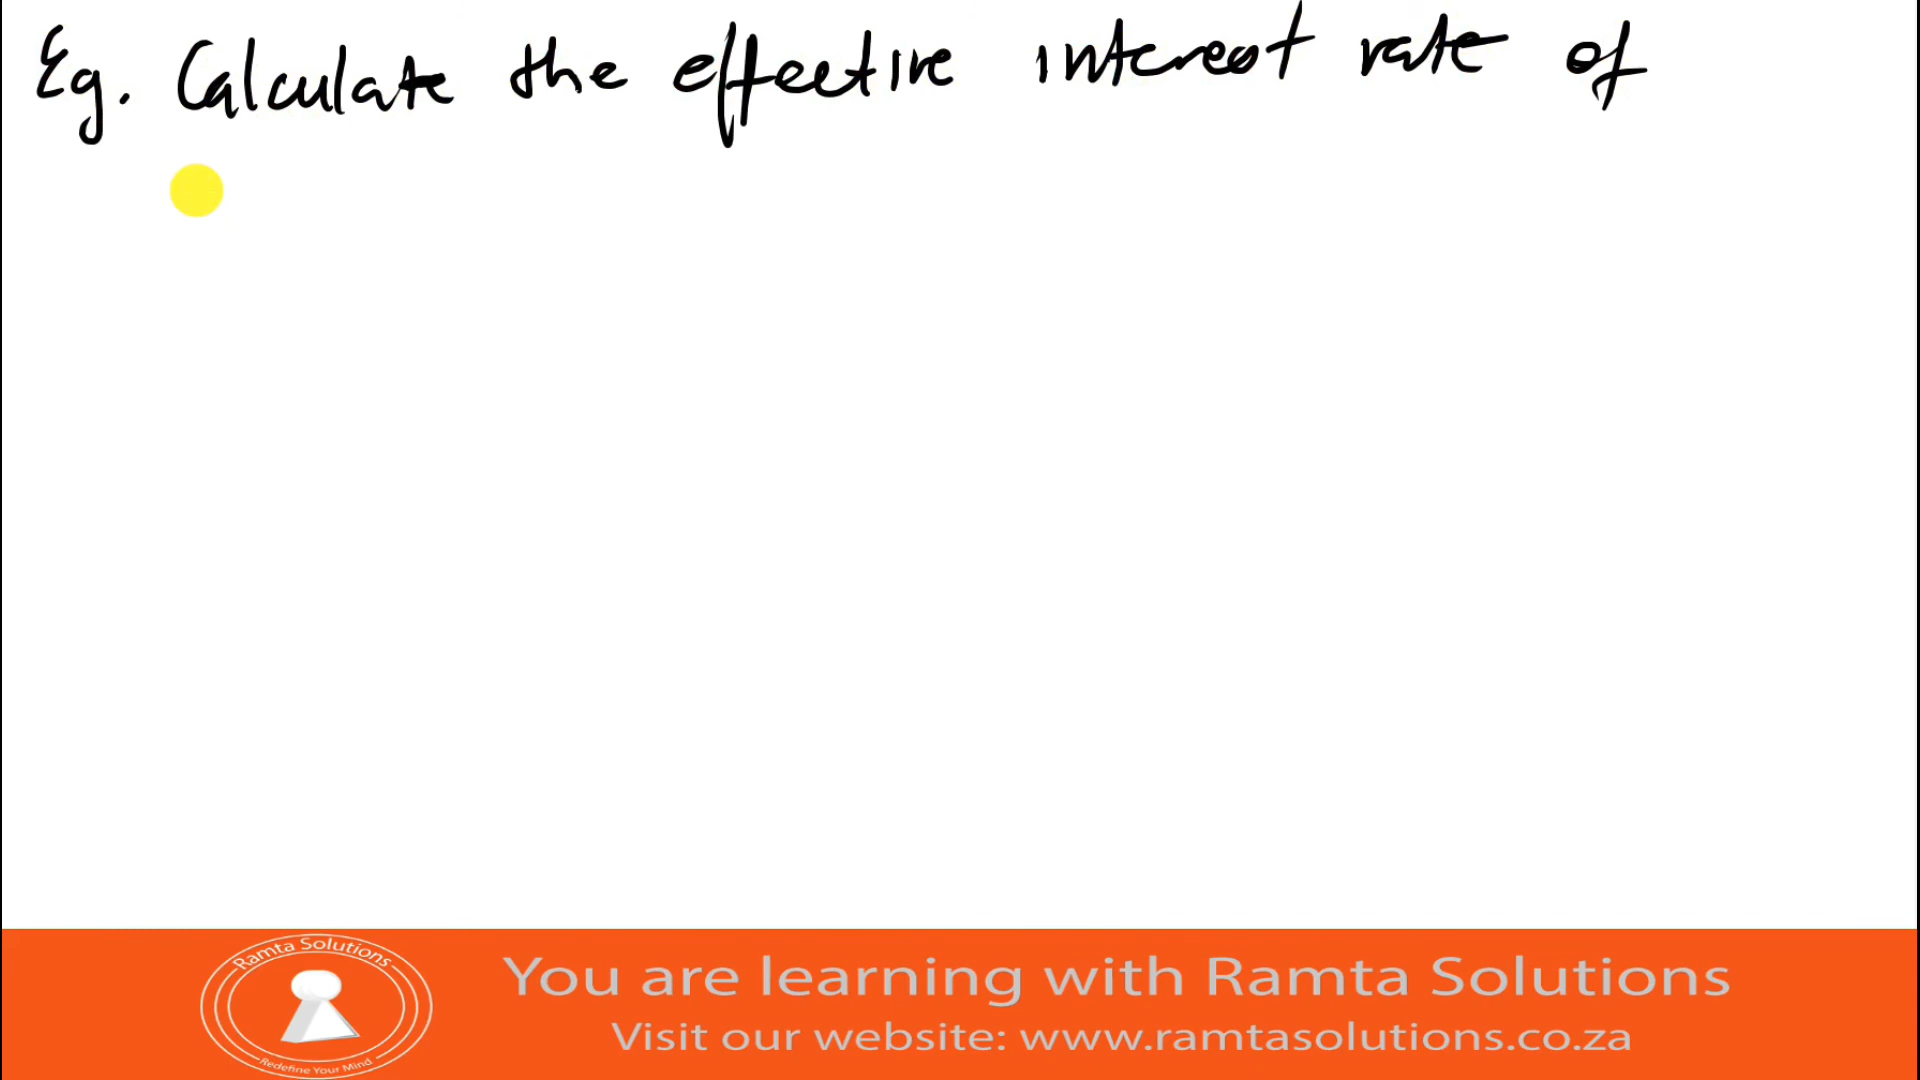 Eg. Calculate the effective interest rate of
Ramta Solutions
Redefine Your Mind
You are learning with Ramta Solutions
Visit our website: www.ramtasolutions.co.za